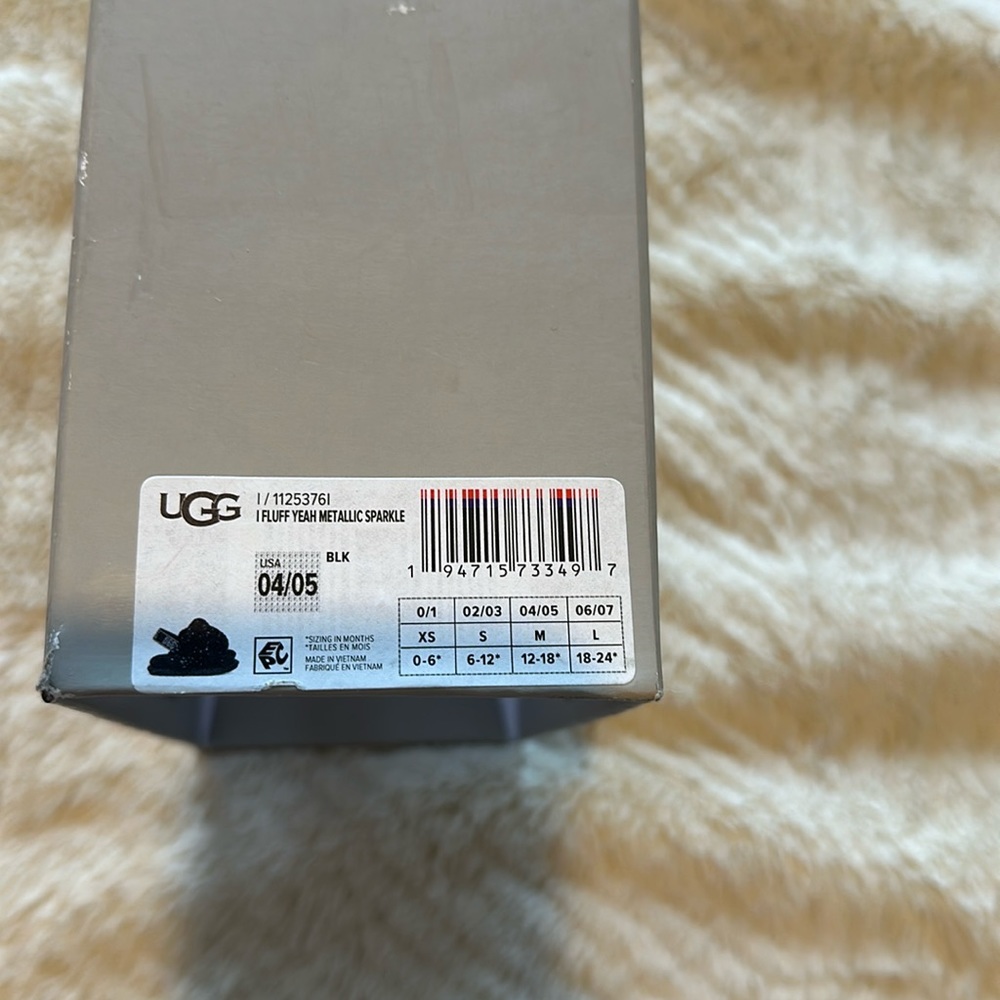 UGG
I / 1125376I
I FLUFF YEAH METALLIC SPARKLE
BLK
USA
04/05
1 94715 73349 7
0/1 02/03 04/05 06/07
XS S M L
0-6* 6-12* 12-18* 18-24*
*SIZING IN MONTHS
*TAILLES EN MOIS
MADE IN VIETNAM
FABRIQUÉ EN VIETNAM